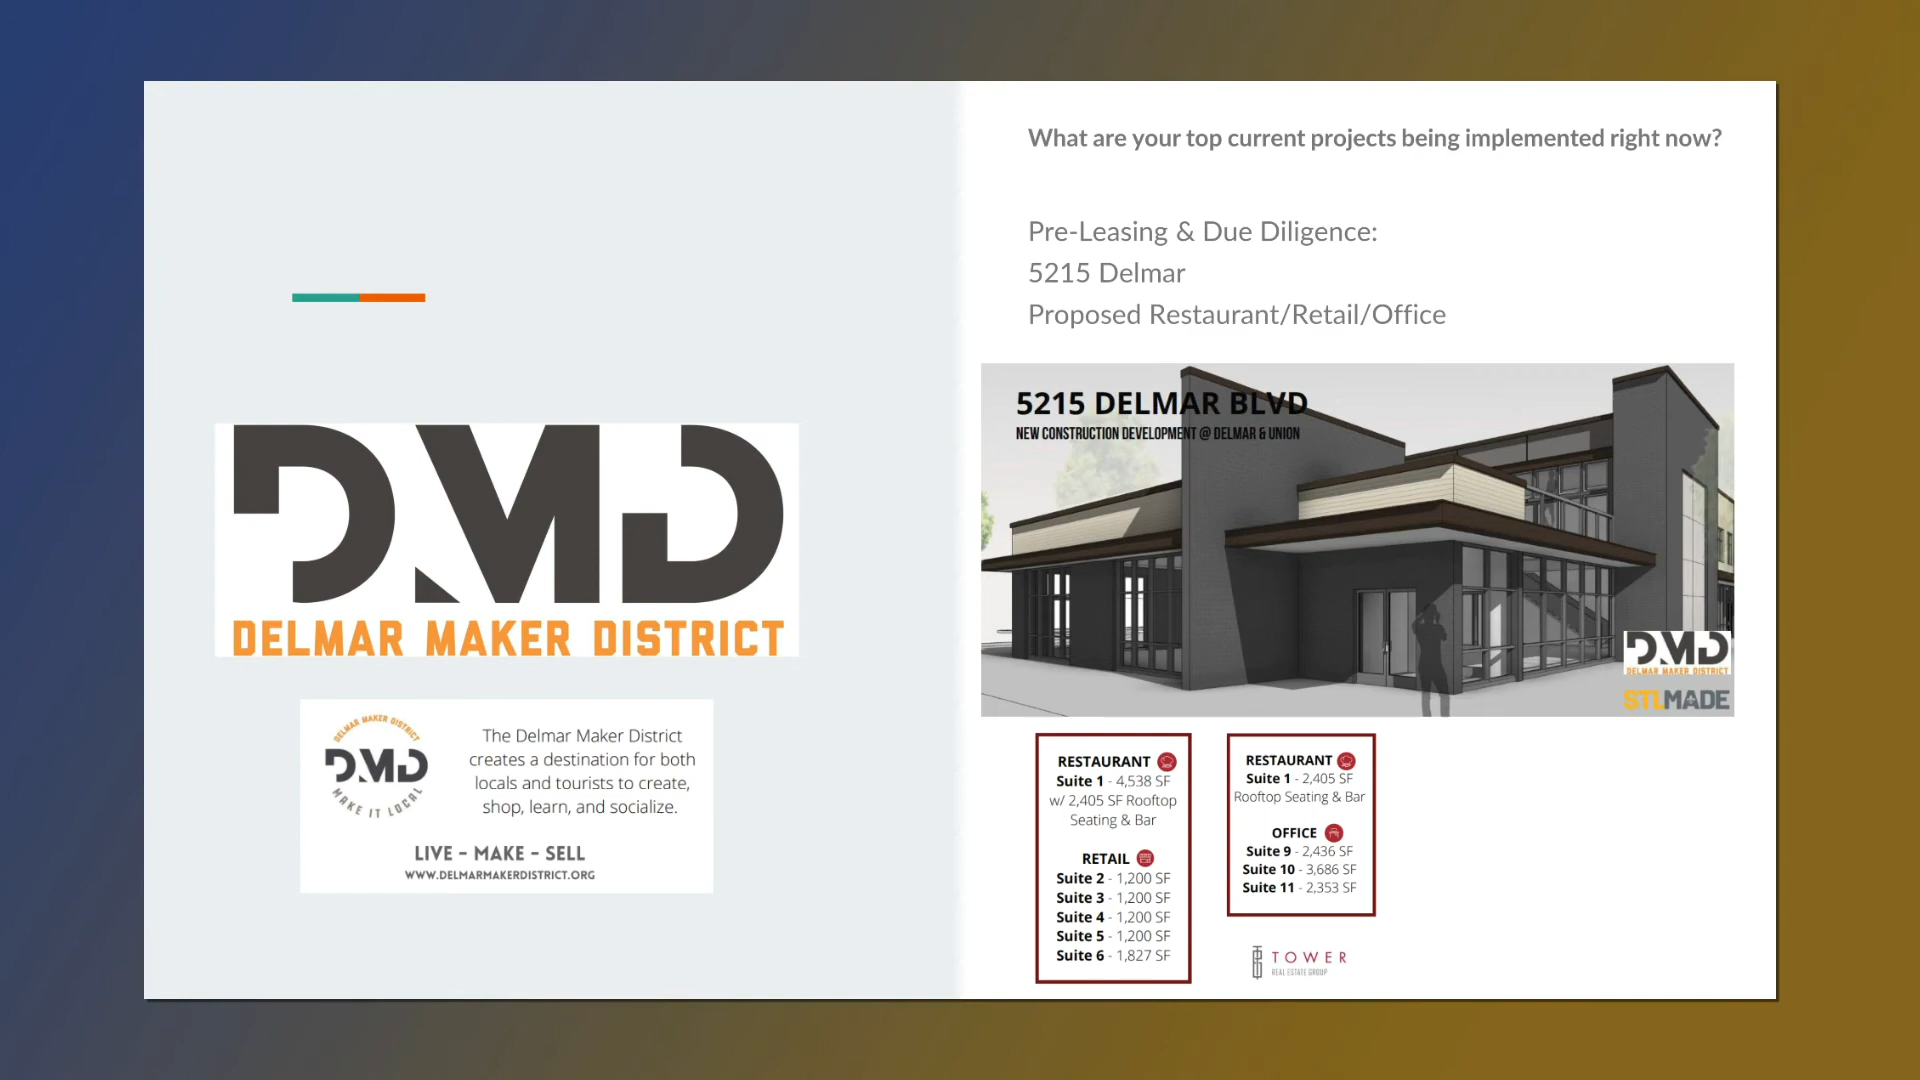 DMD
DELMAR MAKER DISTRICT
DELMAR MAKER DISTRICT
DMD
MAKE IT LOCAL
The Delmar Maker District
creates a destination for both
locals and tourists to create,
shop, learn, and socialize.
LIVE - MAKE - SELL
WWW.DELMARMAKERDISTRICT.ORG
What are your top current projects being implemented right now?
Pre-Leasing & Due Diligence:
5215 Delmar
Proposed Restaurant/Retail/Office
5215 DELMAR BLVD
NEW CONSTRUCTION DEVELOPMENT @ DELMAR & UNION
DMD
DELMAR MAKER DISTRICT
STLMADE
RESTAURANT
Suite 1 - 4,538 SF
w/ 2,405 SF Rooftop
Seating & Bar
RETAIL
Suite 2 - 1,200 SF
Suite 3 - 1,200 SF
Suite 4 - 1,200 SF
Suite 5 - 1,200 SF
Suite 6 - 1,827 SF
RESTAURANT
Suite 1 - 2,405 SF
Rooftop Seating & Bar
OFFICE
Suite 9 - 2,436 SF
Suite 10 - 3,686 SF
Suite 11 - 2,353 SF
TOWER
REAL ESTATE GROUP